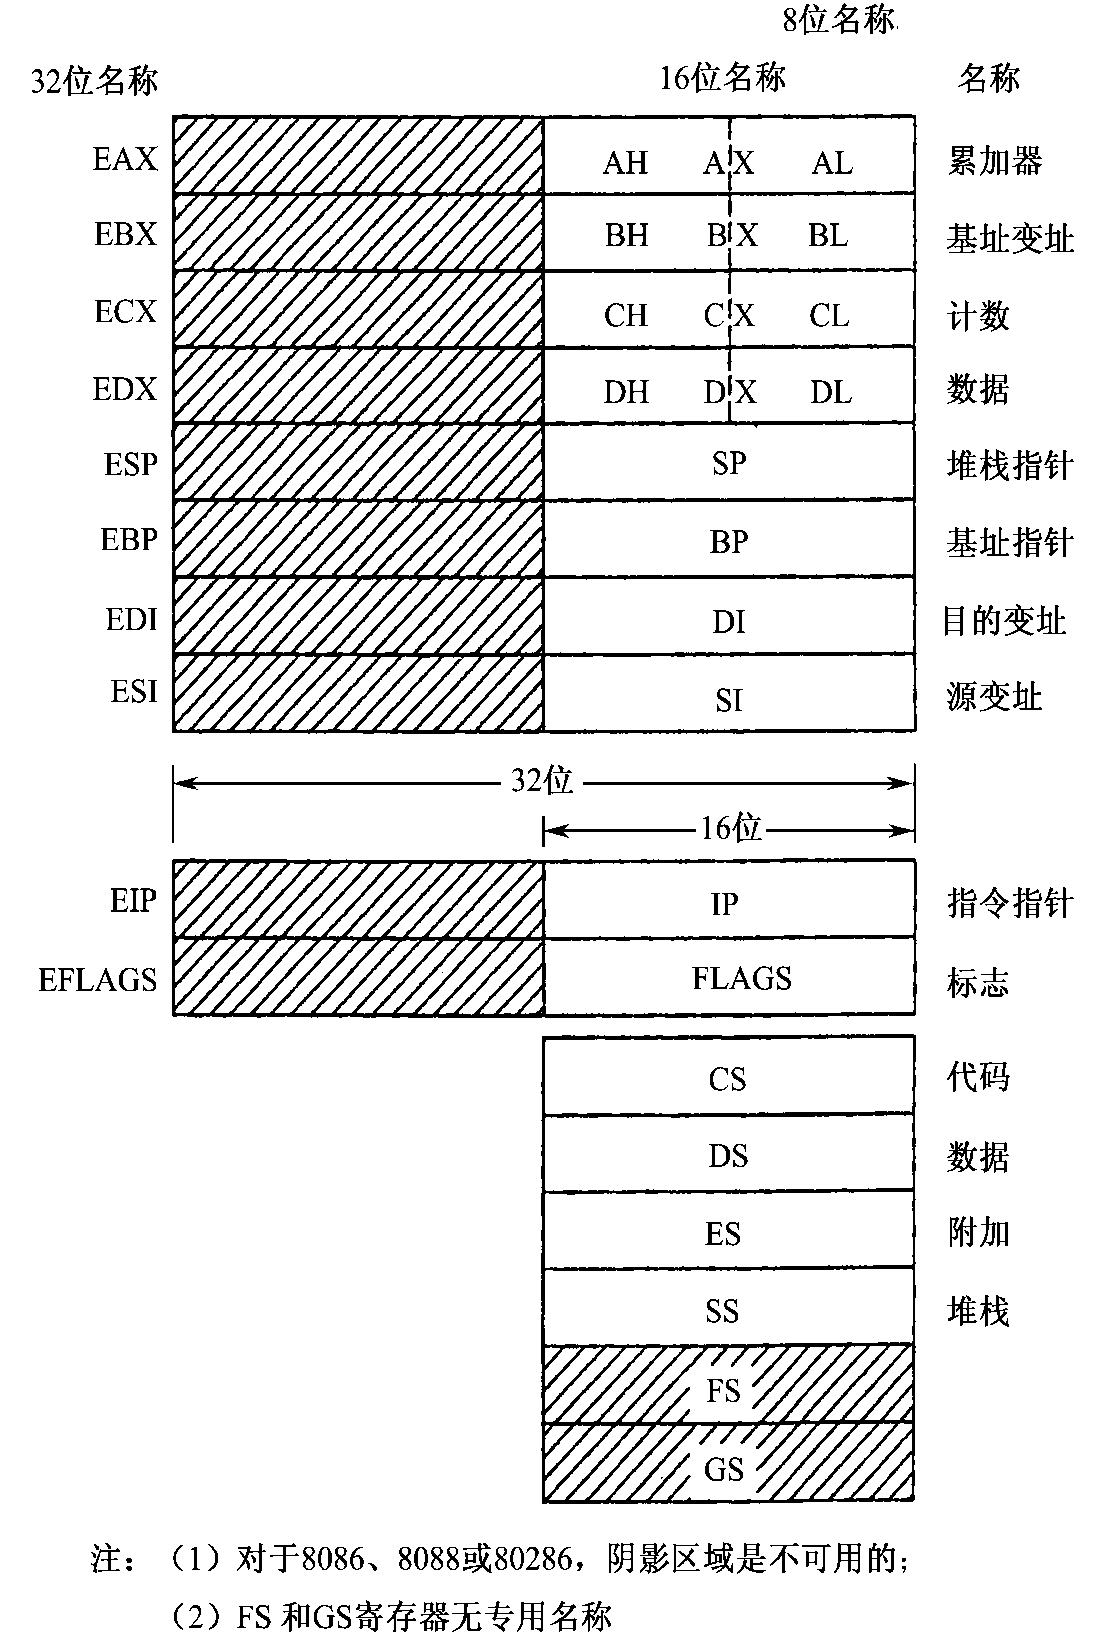 8位名称
32位名称 16位名称 名称
EAX AH AX AL 累加器
EBX BH BX BL 基址变址
ECX CH CX CL 计数
EDX DH DX DL 数据
ESP SP 堆栈指针
EBP BP 基址指针
EDI DI 目的变址
ESI SI 源变址
32位
16位
EIP IP 指令指针
EFLAGS FLAGS 标志
CS 代码
DS 数据
ES 附加
SS 堆栈
FS
GS
注：（1）对于8086、8088或80286，阴影区域是不可用的；
（2）FS 和GS寄存器无专用名称